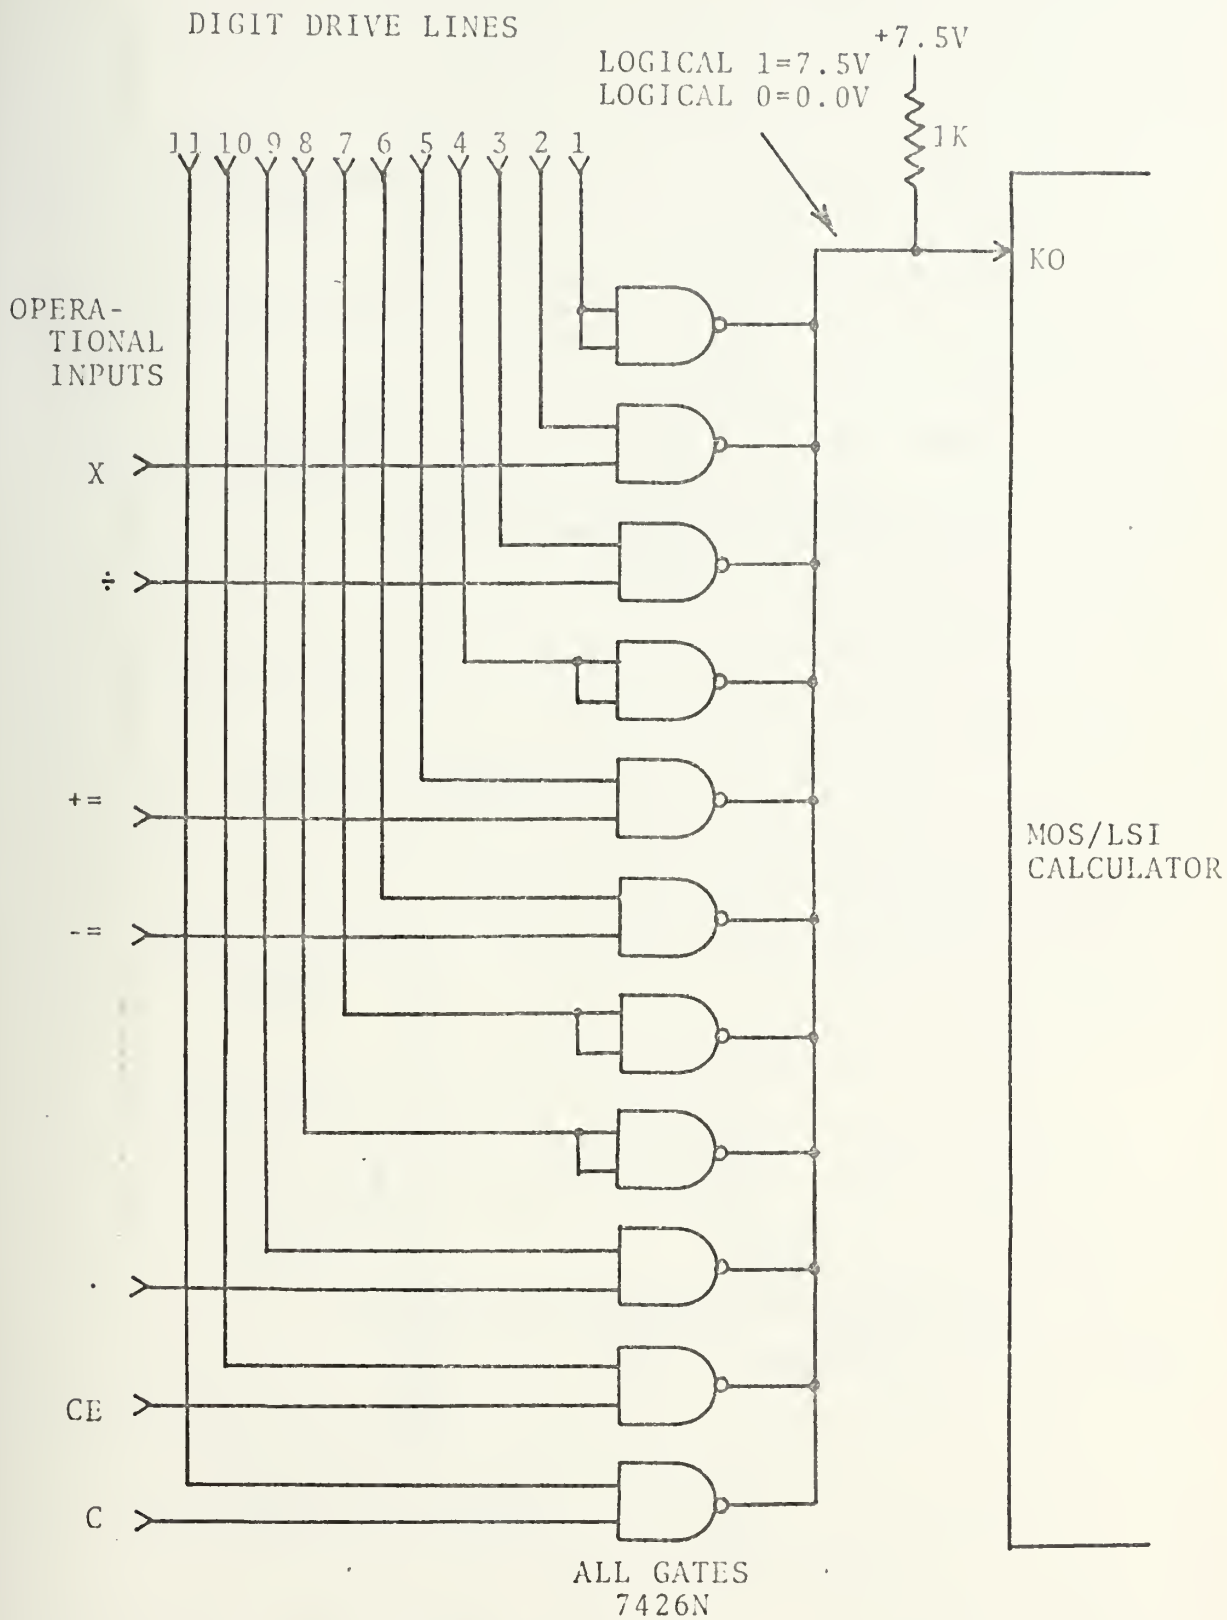 DIGIT DRIVE LINES
+7.5V
LOGICAL 1=7.5V
LOGICAL 0=0.0V
1K
11 10 9 8 7 6 5 4 3 2 1
KO
OPERA-
TIONAL
INPUTS
X
÷
+=
MOS/LSI
CALCULATOR
-=
.
CE
C
ALL GATES
7426N